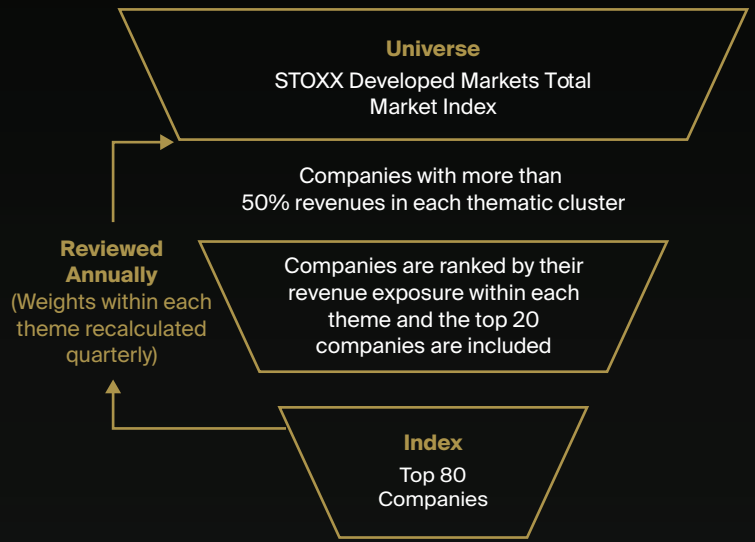 Universe
STOXX Developed Markets Total
Market Index
Companies with more than
50% revenues in each thematic cluster
Reviewed
Annually
(Weights within each
theme recalculated
quarterly)
Companies are ranked by their
revenue exposure within each
theme and the top 20
companies are included
Index
Top 80
Companies